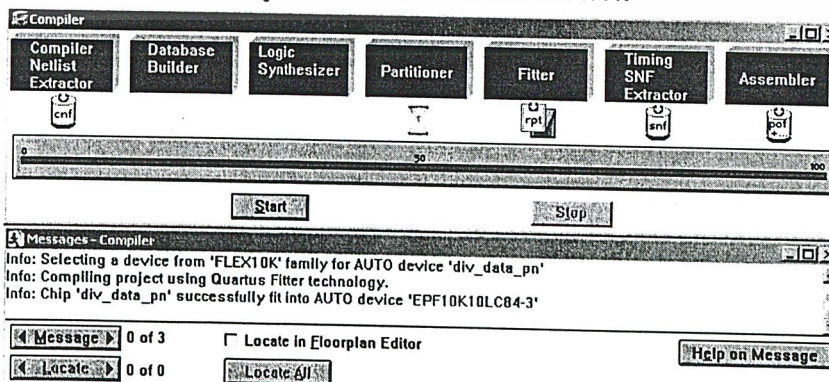 Compiler
Compiler Netlist Extractor
Database Builder
Logic Synthesizer
Partitioner
Fitter
Timing SNF Extractor
Assembler
cnf
rpt
snf
pof
+...
0
50
100
Start
Stop
Messages - Compiler
Info: Selecting a device from 'FLEX10K' family for AUTO device 'div_data_pn'
Info: Compiling project using Quartus Fitter technology.
Info: Chip 'div_data_pn' successfully fit into AUTO device 'EPF10K10LC84-3'
Message 0 of 3
Locate in Floorplan Editor
Help on Message
Locate 0 of 0
Locate All